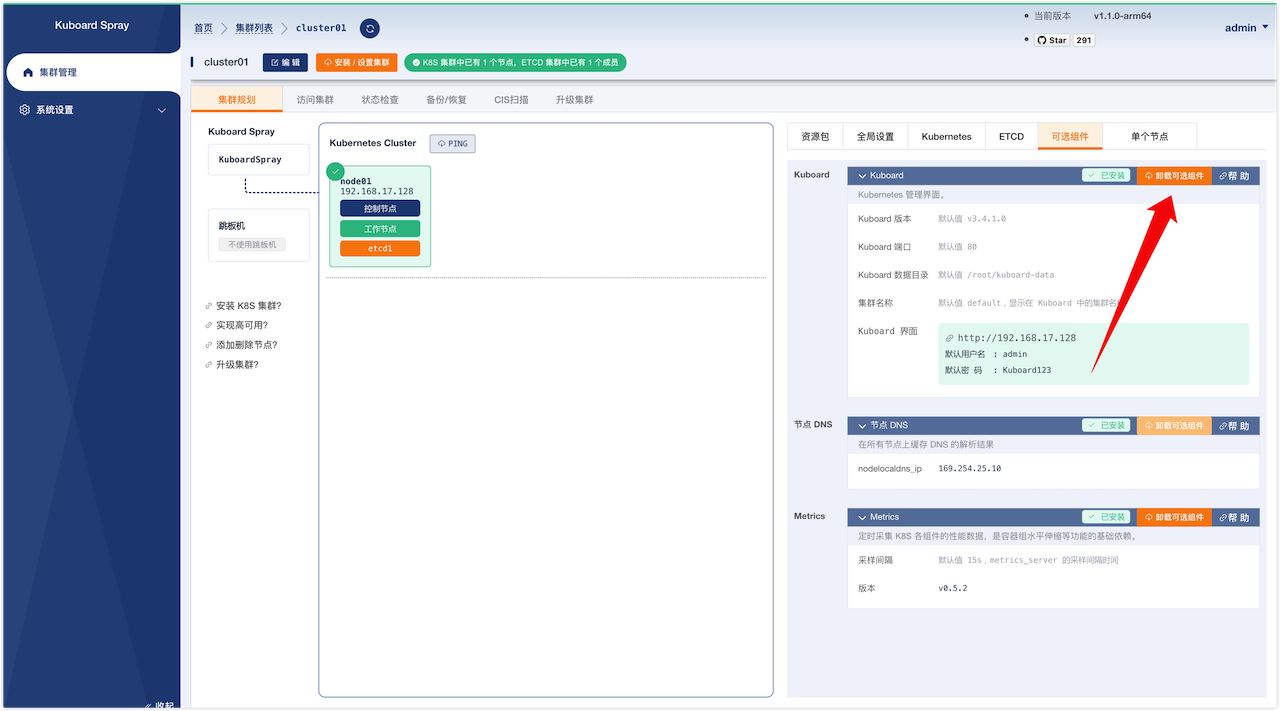 Kuboard Spray
集群管理
系统设置
收起
首页 集群列表 cluster01
当前版本 v1.1.0-arm64
Star 291
admin
cluster01 编 辑 安装 / 设置集群 K8S 集群中已有 1 个节点，ETCD 集群中已有 1 个成员
集群规划 访问集群 状态检查 备份/恢复 CIS扫描 升级集群
Kuboard Spray
KuboardSpray
跳板机
不使用跳板机
安装 K8S 集群?
实现高可用?
添加删除节点?
升级集群?
Kubernetes Cluster PING
node01
192.168.17.128
控制节点
工作节点
etcd1
资源包 全局设置 Kubernetes ETCD 可选组件 单个节点
Kuboard Kuboard 已安装 卸载可选组件 帮 助
Kubernetes 管理界面。
Kuboard 版本 默认值 v3.4.1.0
Kuboard 端口 默认值 80
Kuboard 数据目录 默认值 /root/kuboard-data
集群名称 默认值 default，显示在 Kuboard 中的集群名
Kuboard 界面 http://192.168.17.128
默认用户名 : admin
默认密 码 : Kuboard123
节点 DNS 节点 DNS 已安装 卸载可选组件 帮 助
在所有节点上缓存 DNS 的解析结果
nodelocaldns_ip 169.254.25.10
Metrics Metrics 已安装 卸载可选组件 帮 助
定时采集 K8S 各组件的性能数据，是容器组水平伸缩等功能的基础依赖。
采样间隔 默认值 15s，metrics_server 的采样间隔时间
版本 v0.5.2